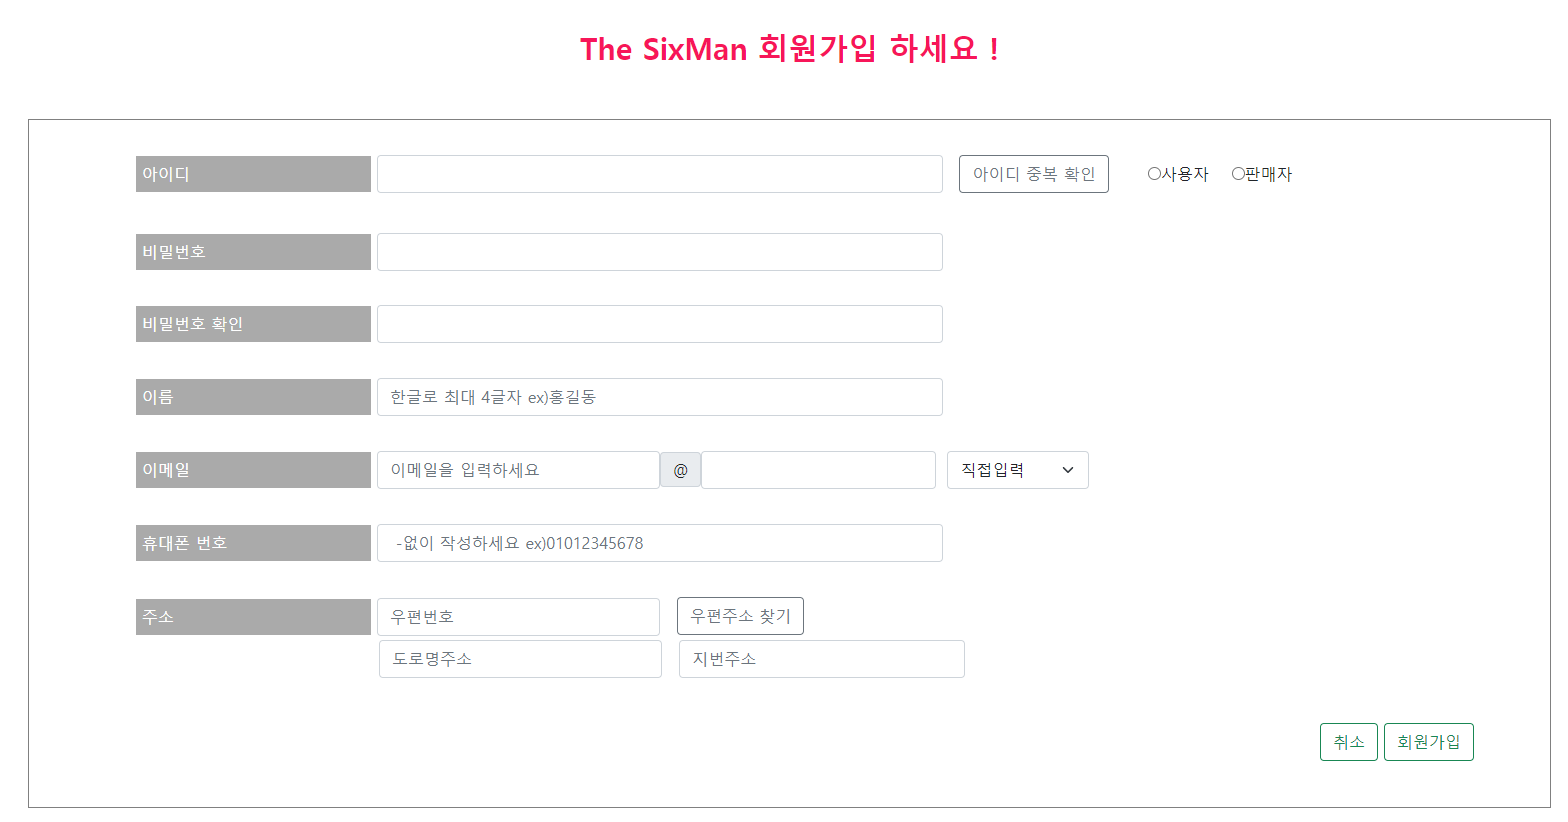 The SixMan 회원가입 하세요 !
아이디 아이디 중복 확인 사용자 판매자
비밀번호
비밀번호 확인
이름 한글로 최대 4글자 ex)홍길동
이메일 이메일을 입력하세요 @ 직접입력
휴대폰 번호 -없이 작성하세요 ex)01012345678
주소 우편번호 우편주소 찾기
도로명주소 지번주소
취소 회원가입